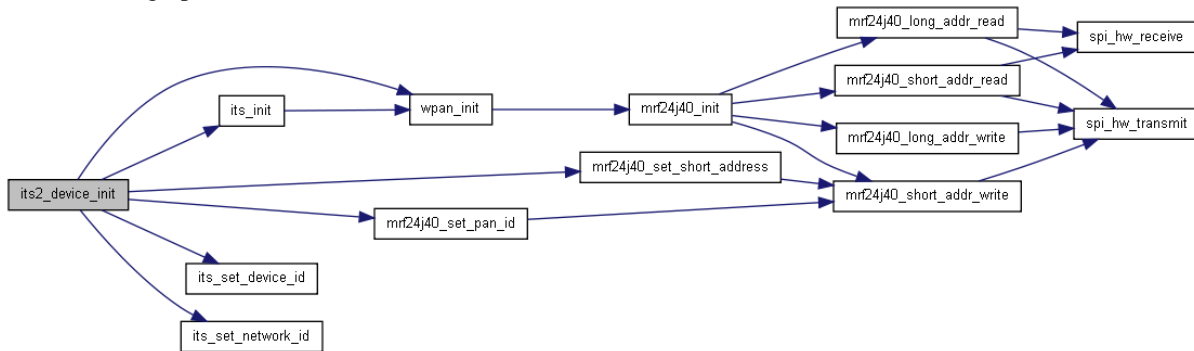 mrf24j40_long_addr_read
spi_hw_receive
mrf24j40_short_addr_read
its_init
wpan_init
mrf24j40_init
spi_hw_transmit
mrf24j40_long_addr_write
mrf24j40_set_short_address
its2_device_init
mrf24j40_short_addr_write
mrf24j40_set_pan_id
its_set_device_id
its_set_network_id